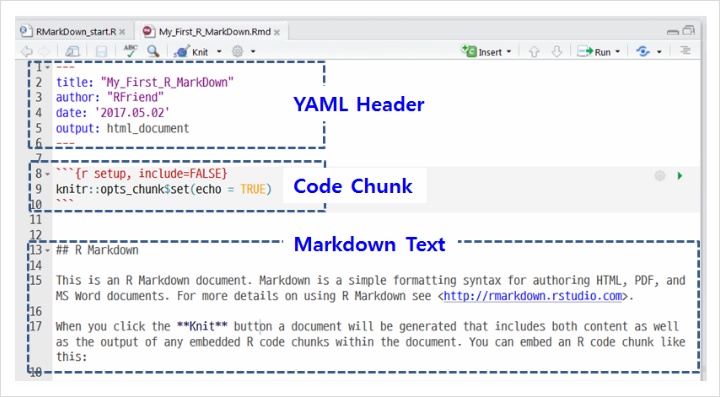 RMarkDown_start.R My_First_R_MarkDown.Rmd
ABC Knit Insert Run
1 ---
2 title: "My_First_R_MarkDown"
3 author: "RFriend"
4 date: '2017.05.02'
5 output: html_document
6 ---
YAML Header
7
8 ```{r setup, include=FALSE}
9 knitr::opts_chunk$set(echo = TRUE)
10 ```
Code Chunk
11
12
Markdown Text
13 ## R Markdown
14
15 This is an R Markdown document. Markdown is a simple formatting syntax for authoring HTML, PDF, and
MS Word documents. For more details on using R Markdown see <http://rmarkdown.rstudio.com>.
16
17 When you click the **Knit** button a document will be generated that includes both content as well
as the output of any embedded R code chunks within the document. You can embed an R code chunk like
this:
18